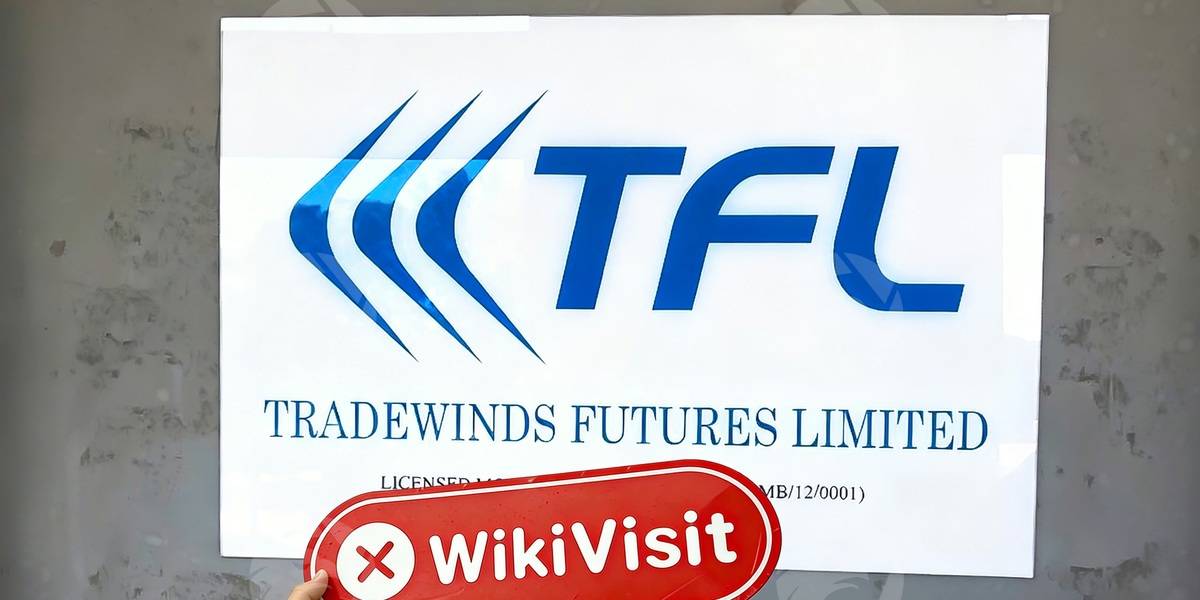 TFL
TRADEWINDS FUTURES LIMITED
LICENSED MB/12/0001)
WikiVisit